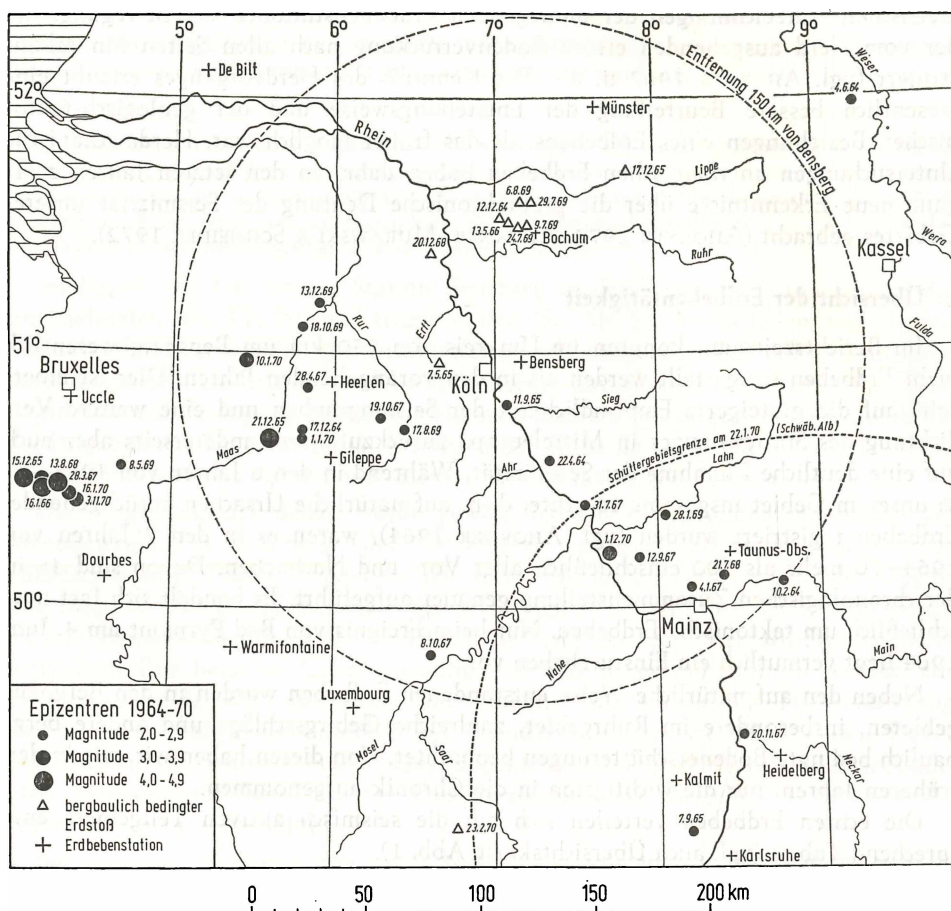 5
6
7
8
9
52°
51°
50°
De Bilt
Weser
4.6.64
Entfernung 150 km von Bensberg
Münster
Rhein
17.12.65
Lippe
6.8.69
29.7.69
12.12.64
13.5.66
9.7.69
24.7.69
Bochum
20.12.68
Ruhr
Werra
Kassel
Fulda
13.12.69
Rur
18.10.69
Erft
10.1.70
7.5.65
Bensberg
Bruxelles
Uccle
28.4.67
Heerlen
Köln
11.9.65
Sieg
19.10.67
21.12.65
17.12.64
1.1.70
17.8.69
Maas
Gileppe
Schüttergebietsgrenze am 22.1.70
(Schwäb. Alb)
Lahn
15.12.65
13.8.68
28.3.67
16.1.70
3.11.70
16.1.66
8.5.69
Ahr
22.4.64
31.7.67
28.1.69
1.12.70
12.9.67
Dourbes
Taunus-Obs.
21.7.68
4.1.67
10.2.64
Mainz
Main
Warmifontaine
8.10.67
Nahe
Luxembourg
Mosel
Saar
20.11.67
Heidelberg
Neckar
Kalmit
23.2.70
7.9.65
Karlsruhe
Epizentren 1964-70
Magnitude 2,0 - 2,9
Magnitude 3,0 - 3,9
Magnitude 4,0 - 4,9
bergbaulich bedingter
Erdstoß
Erdbebenstation
0 50 100 150 200 km